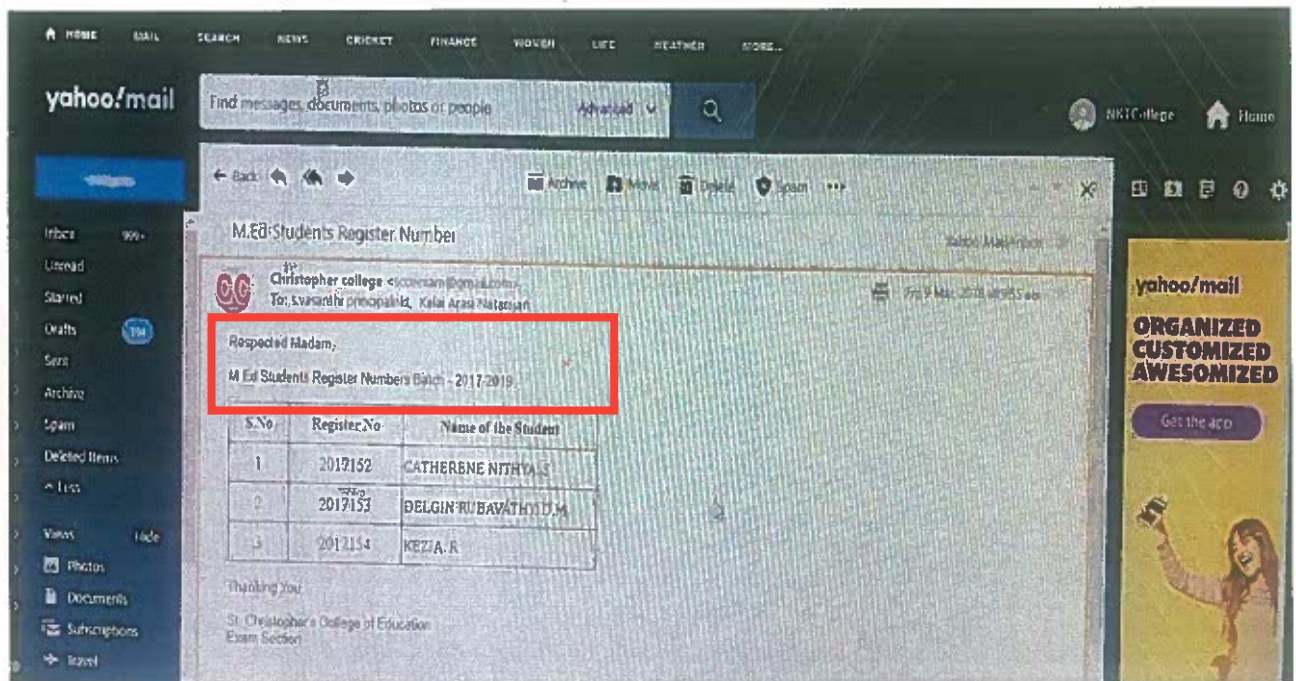 HOME MAIL SEARCH NEWS CRICKET FINANCE WOMEN LIFE WEATHER MORE...
yahoo!mail
Find messages, documents, photos or people Advanced
NKTCollege Home
Back Archive Move Delete Spam
Inbox 999+
Unread
Starred
Drafts
Sent
Archive
Spam
Deleted Items
Less
Views Hide
Photos
Documents
Subscriptions
Travel
M.Ed Students Register Number
Christopher college
To:
Respected Madam,
M Ed Students Register Numbers Batch - 2017-2019
S.No Register.No Name of the Student
1 2017152 CATHERENE NITHYA.S
2 2017153 DELGIN RUBAVATHY D.M
3 2017154 KEZIA. R
Thanking You
St. Christopher's College of Education
Exam Section
yahoo!mail
ORGANIZED
CUSTOMIZED
AWESOMIZED
Get the app